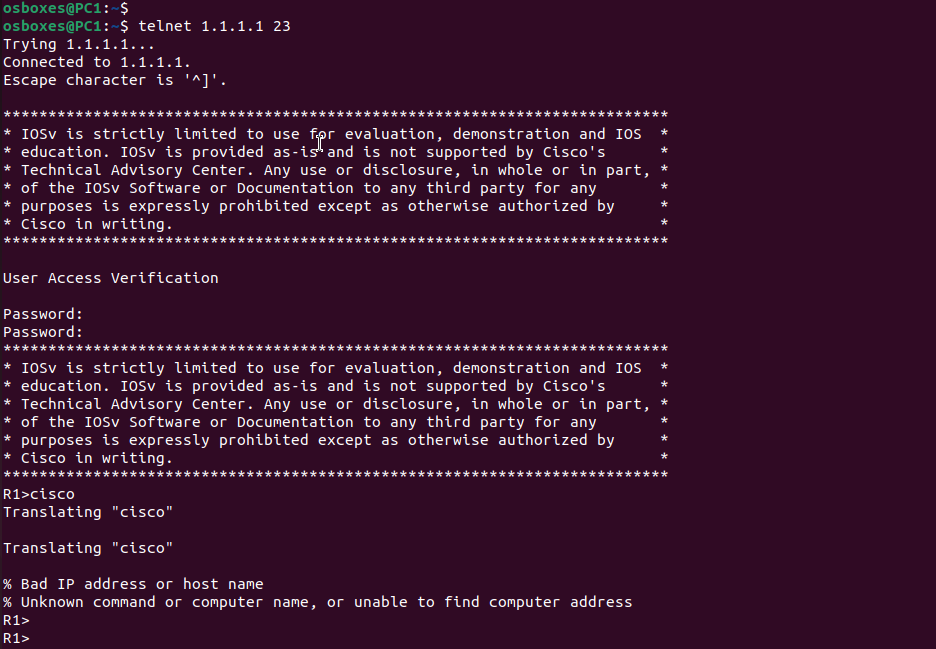 osboxes@PC1:~$
osboxes@PC1:~$ telnet 1.1.1.1 23
Trying 1.1.1.1...
Connected to 1.1.1.1.
Escape character is '^]'.
**************************************************************************
* IOSv is strictly limited to use for evaluation, demonstration and IOS  *
* education. IOSv is provided as-is and is not supported by Cisco's      *
* Technical Advisory Center. Any use or disclosure, in whole or in part, *
* of the IOSv Software or Documentation to any third party for any       *
* purposes is expressly prohibited except as otherwise authorized by     *
* Cisco in writing.                                                      *
**************************************************************************
User Access Verification
Password:
Password:
**************************************************************************
* IOSv is strictly limited to use for evaluation, demonstration and IOS  *
* education. IOSv is provided as-is and is not supported by Cisco's      *
* Technical Advisory Center. Any use or disclosure, in whole or in part, *
* of the IOSv Software or Documentation to any third party for any       *
* purposes is expressly prohibited except as otherwise authorized by     *
* Cisco in writing.                                                      *
**************************************************************************
R1>cisco
Translating "cisco"
Translating "cisco"
% Bad IP address or host name
% Unknown command or computer name, or unable to find computer address
R1>
R1>